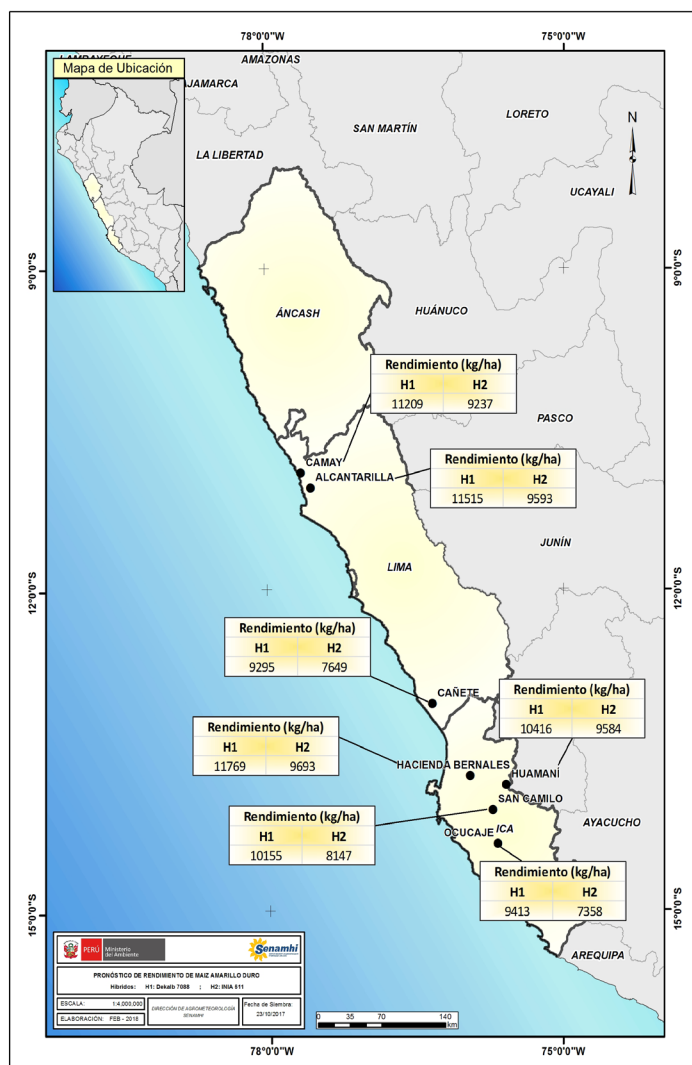 78°0'0"W
75°0'0"W
Mapa de Ubicación
LAMBAYEQUE
AMAZONAS
AJAMARCA
LORETO
SAN MARTÍN
LA LIBERTAD
UCAYALI
N
9°0'0"S
9°0'0"S
ÁNCASH
HUÁNUCO
Rendimiento (kg/ha)
H1 H2
11209 9237
PASCO
CAMAY
ALCANTARILLA
Rendimiento (kg/ha)
H1 H2
11515 9593
JUNÍN
LIMA
12°0'0"S
12°0'0"S
Rendimiento (kg/ha)
H1 H2
9295 7649
CAÑETE
Rendimiento (kg/ha)
H1 H2
10416 9584
Rendimiento (kg/ha)
H1 H2
11769 9693
HACIENDA BERNALES
HUAMANÍ
SAN CAMILO
Rendimiento (kg/ha)
H1 H2
10155 8147
AYACUCHO
OCUCAJE
ICA
Rendimiento (kg/ha)
H1 H2
9413 7358
15°0'0"S
15°0'0"S
AREQUIPA
PERÚ
Ministerio
del Ambiente
Senamhi
PRONÓSTICO DE RENDIMIENTO DE MAIZ AMARILLO DURO
Híbridos: H1: Dekalb 7088 ; H2: INIA 611
ESCALA: 1:4,000,000
ELABORACIÓN: FEB - 2018
DIRECCIÓN DE AGROMETEOROLOGÍA
SENAMHI
Fecha de Siembra:
23/10/2017
0 35 70 140
km
78°0'0"W
75°0'0"W